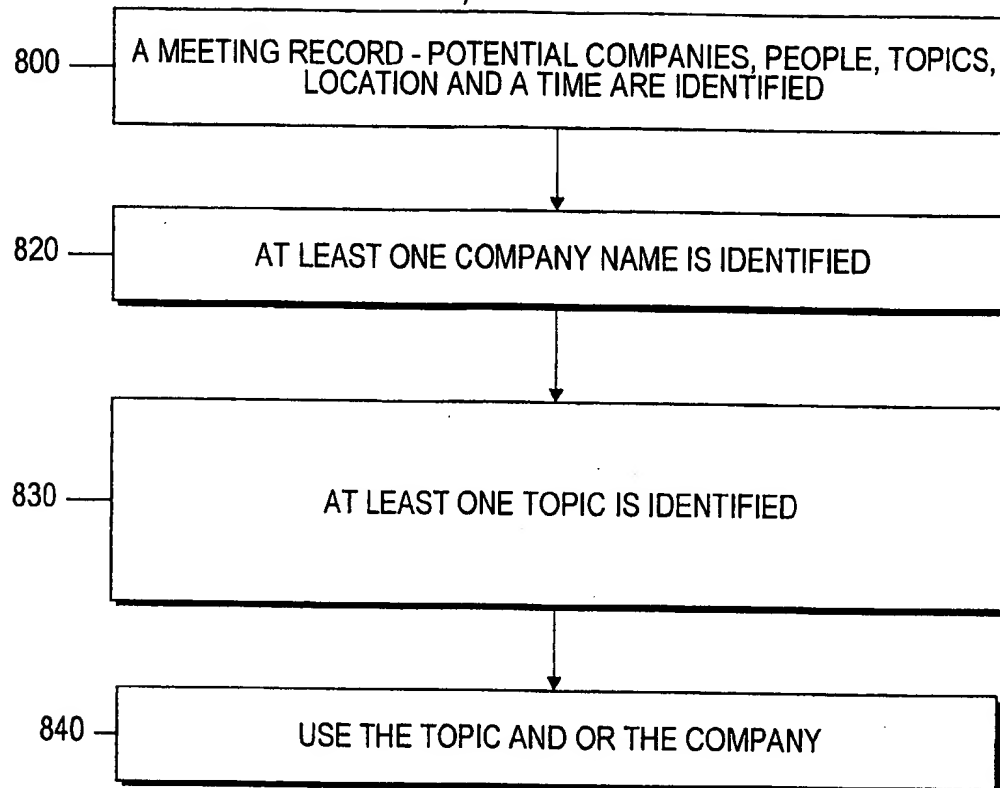 800
A MEETING RECORD - POTENTIAL COMPANIES, PEOPLE, TOPICS,
LOCATION AND A TIME ARE IDENTIFIED
820
AT LEAST ONE COMPANY NAME IS IDENTIFIED
830
AT LEAST ONE TOPIC IS IDENTIFIED
840
USE THE TOPIC AND OR THE COMPANY